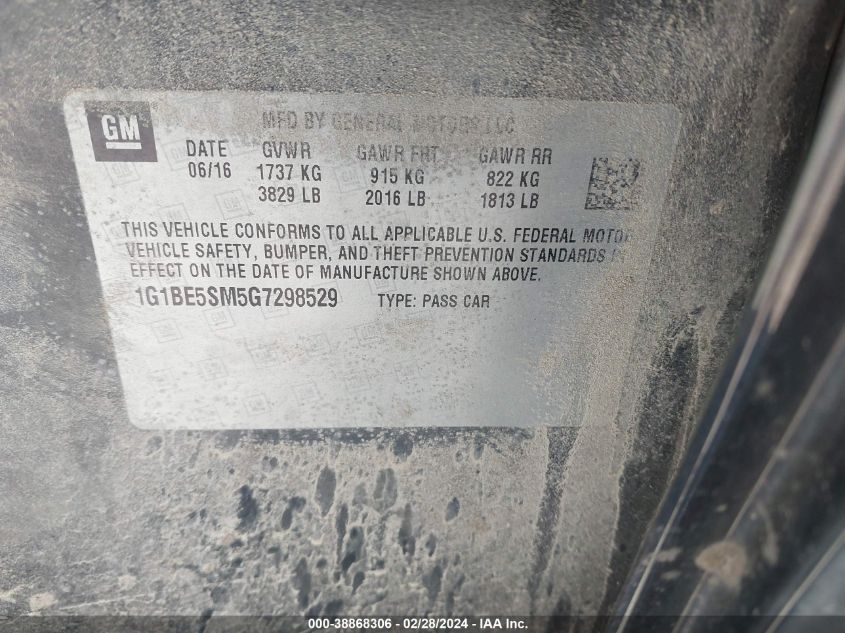 GM
MFD BY GENERAL MOTORS LLC
DATE GVWR GAWR FRT GAWR RR
06/16 1737 KG 915 KG 822 KG
3829 LB 2016 LB 1813 LB
THIS VEHICLE CONFORMS TO ALL APPLICABLE U.S. FEDERAL MOTOR
VEHICLE SAFETY, BUMPER, AND THEFT PREVENTION STANDARDS
EFFECT ON THE DATE OF MANUFACTURE SHOWN ABOVE.
1G1BE5SM5G7298529 TYPE: PASS CAR
000-38868306 - 02/28/2024 - IAA Inc.